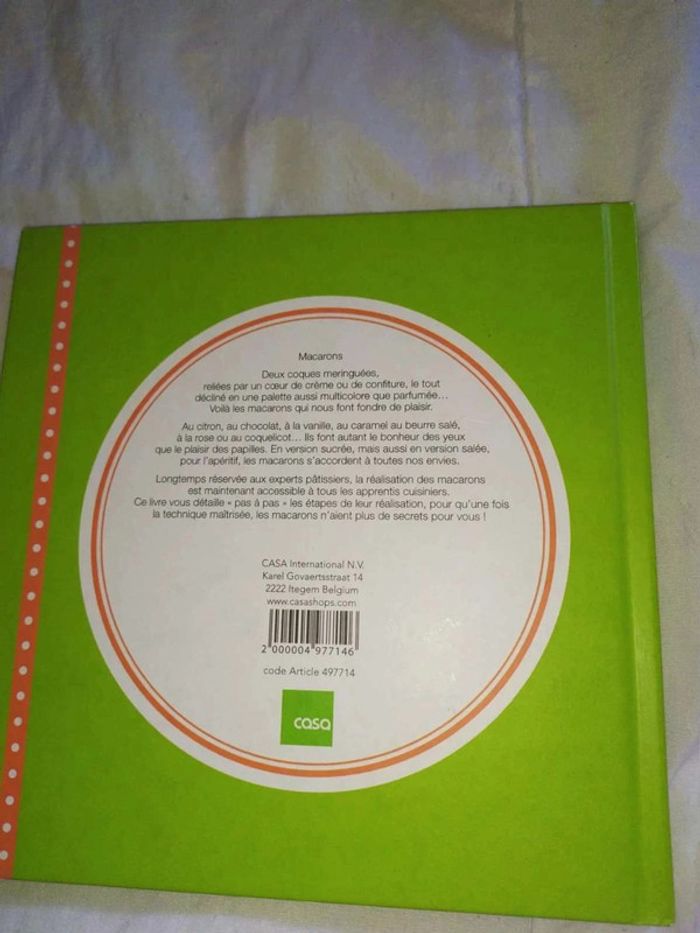 Macarons
Deux coques meringuées,
reliées par un cœur de crème ou de confiture, le tout
décliné en une palette aussi multicolore que parfumée...
Voilà les macarons qui nous font fondre de plaisir.
Au citron, au chocolat, à la vanille, au caramel au beurre salé,
à la rose ou au coquelicot... Ils font autant le bonheur des yeux
que le plaisir des papilles. En version sucrée, mais aussi en version salée,
pour l'apéritif, les macarons s'accordent à toutes nos envies.
Longtemps réservée aux experts pâtissiers, la réalisation des macarons
est maintenant accessible à tous les apprentis cuisiniers.
Ce livre vous détaille « pas à pas » les étapes de leur réalisation, pour qu'une fois
la technique maîtrisée, les macarons n'aient plus de secrets pour vous !
CASA International N.V.
Karel Govaertsstraat 14
2222 Itegem Belgium
www.casashops.com
2 000004 977146
code Article 497714
casa